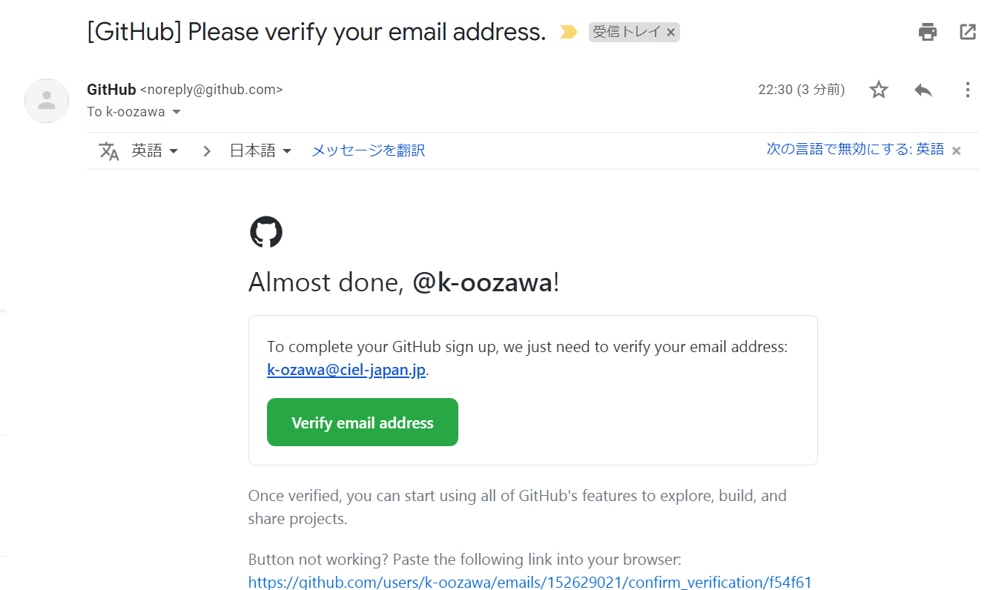 [GitHub] Please verify your email address.
受信トレイ ×
GitHub <noreply@github.com>
22:30 (3 分前)
To k-oozawa
英語
日本語
メッセージを翻訳
次の言語で無効にする: 英語 ×
Almost done, @k-oozawa!
To complete your GitHub sign up, we just need to verify your email address:
k-ozawa@ciel-japan.jp.
Verify email address
Once verified, you can start using all of GitHub's features to explore, build, and
share projects.
Button not working? Paste the following link into your browser:
https://github.com/users/k-oozawa/emails/152629021/confirm_verification/f54f61